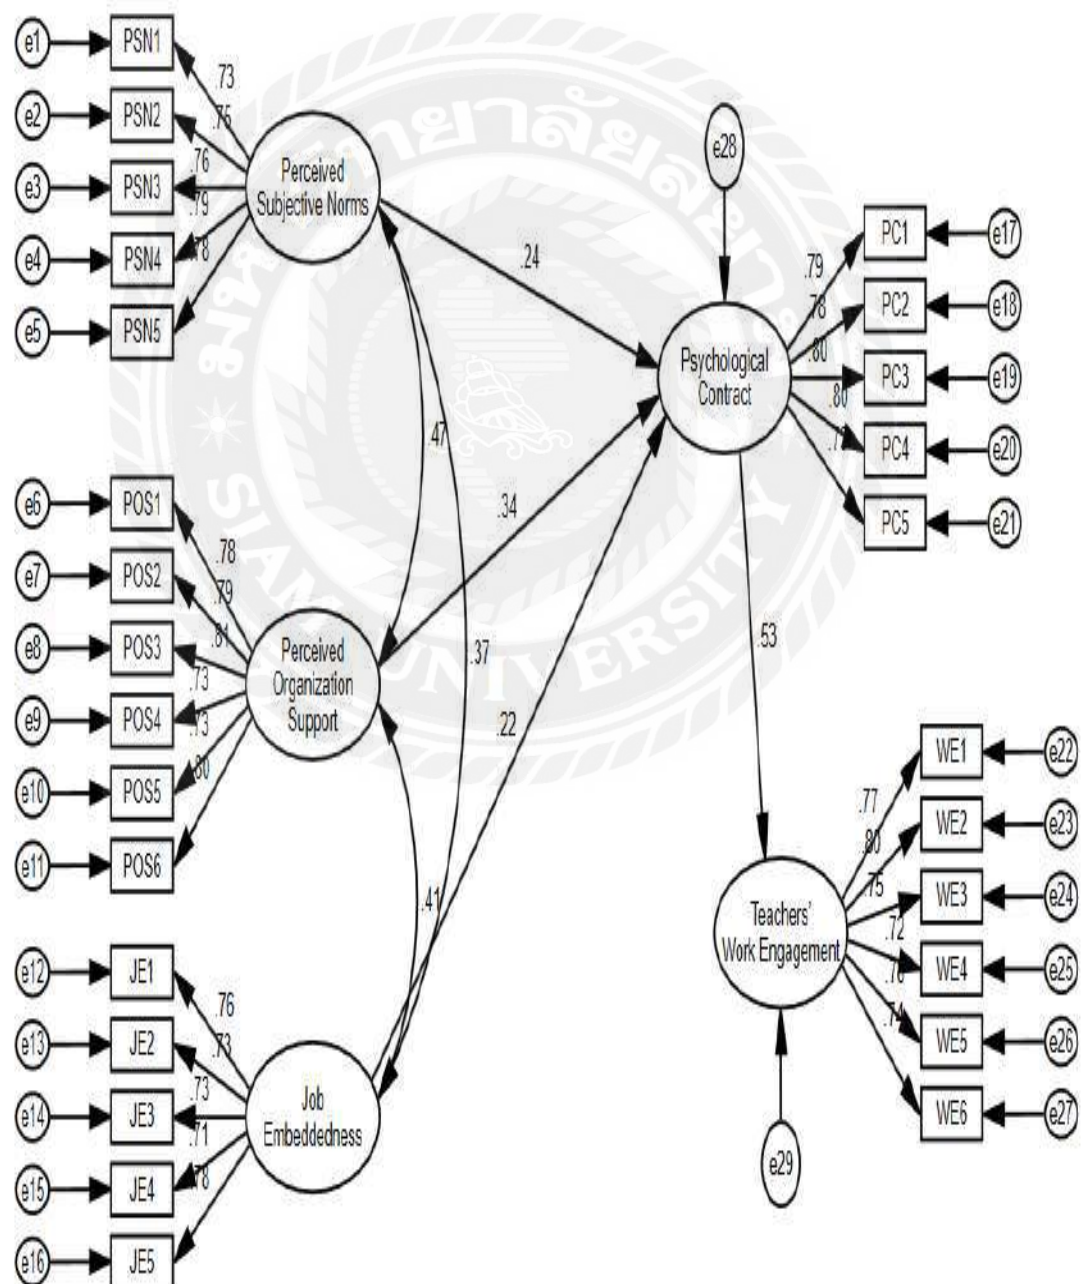 e1
PSN1
.73
e2
PSN2
.75
e3
PSN3
.76
e4
PSN4
.79
e5
PSN5
.78
Perceived
Subjective Norms
e6
POS1
.78
e7
POS2
.79
e8
POS3
.81
e9
POS4
.73
e10
POS5
.73
e11
POS6
.80
Perceived
Organization
Support
e12
JE1
.76
e13
JE2
.73
e14
JE3
.73
e15
JE4
.71
e16
JE5
.78
Job
Embeddedness
.47
.37
.41
.24
.34
.22
e28
Psychological
Contract
.79
PC1
e17
.78
PC2
e18
.80
PC3
e19
.80
PC4
e20
PC5
e21
.53
Teachers'
Work Engagement
.77
WE1
e22
.80
WE2
e23
.75
WE3
e24
.72
WE4
e25
WE5
e26
.74
WE6
e27
e29
SIAM UNIVERSITY